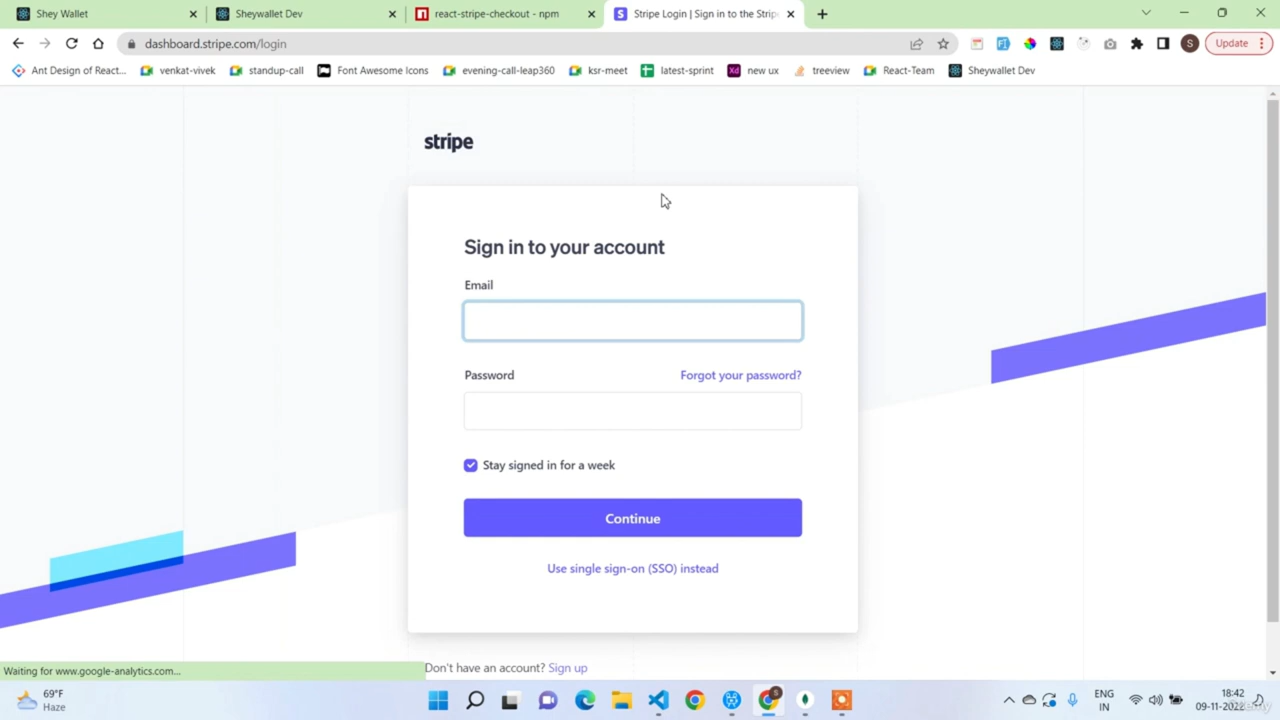 Shey Wallet
Sheywallet Dev
react-stripe-checkout - npm
Stripe Login | Sign in to the Stripe
dashboard.stripe.com/login
S
Update
Ant Design of React...
venkat-vivek
standup-call
Font Awesome Icons
evening-call-leap360
ksr-meet
latest-sprint
Xd
new ux
treeview
React-Team
Sheywallet Dev
stripe
Sign in to your account
Email
Password
Forgot your password?
Stay signed in for a week
Continue
Use single sign-on (SSO) instead
Don't have an account? Sign up
Waiting for www.google-analytics.com...
69°F
Haze
ENG
IN
18:42
09-11-2022